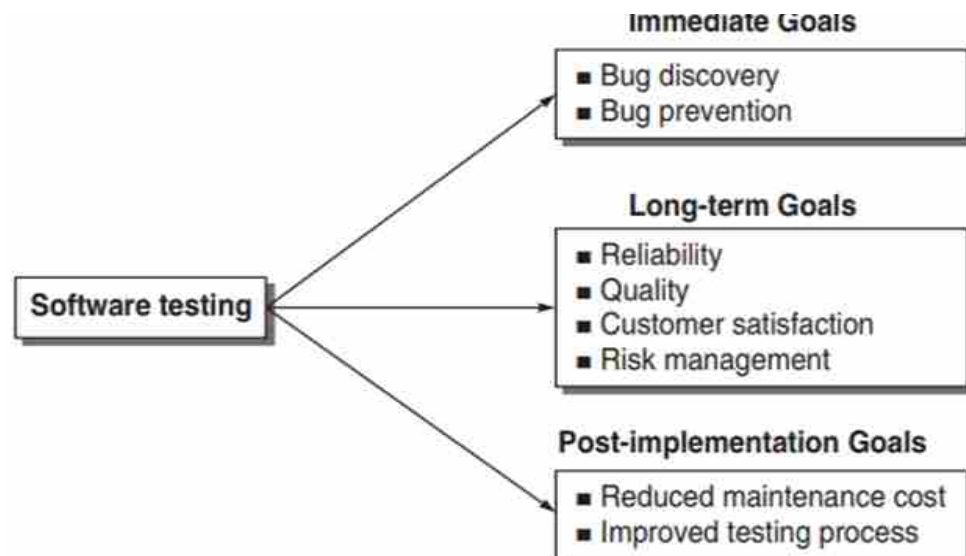 Immediate Goals
■ Bug discovery
■ Bug prevention
Long-term Goals
■ Reliability
■ Quality
■ Customer satisfaction
■ Risk management
Software testing
Post-implementation Goals
■ Reduced maintenance cost
■ Improved testing process